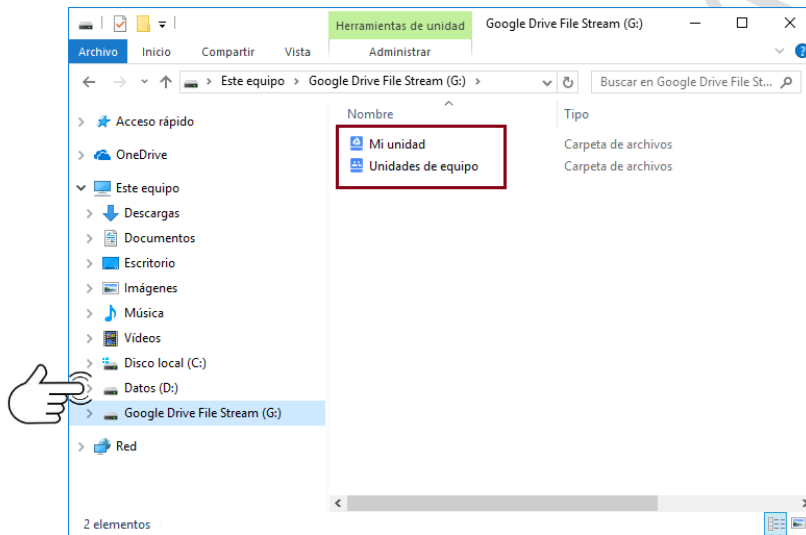 Herramientas de unidad Google Drive File Stream (G:)
Archivo Inicio Compartir Vista Administrar
Este equipo > Google Drive File Stream (G:) > Buscar en Google Drive File St...
Nombre Tipo
Acceso rápido
Mi unidad Carpeta de archivos
OneDrive
Unidades de equipo Carpeta de archivos
Este equipo
Descargas
Documentos
Escritorio
Imágenes
Música
Vídeos
Disco local (C:)
Datos (D:)
Google Drive File Stream (G:)
Red
2 elementos